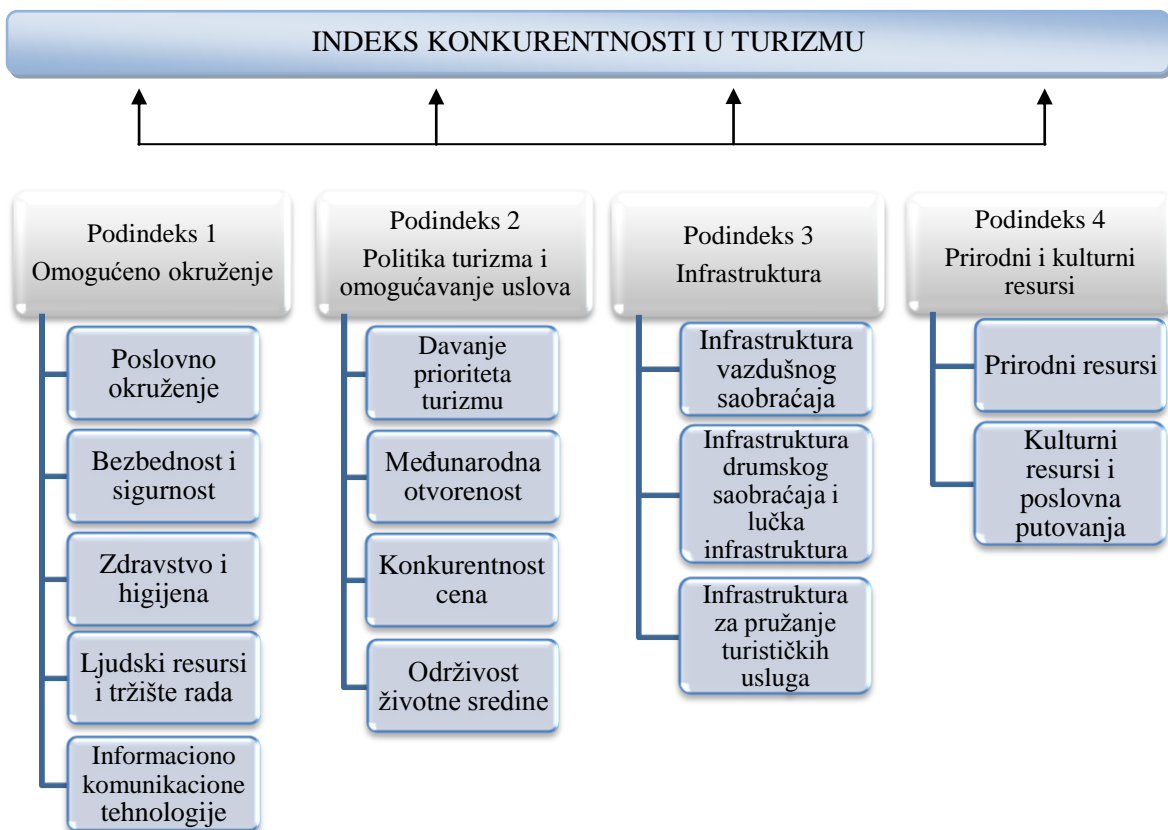 INDEKS KONKURENTNOSTI U TURIZMU
Podindeks 1
Omogućeno okruženje
Poslovno
okruženje
Bezbednost i
sigurnost
Zdravstvo i
higijena
Ljudski resursi
i tržište rada
Informaciono
komunikacione
tehnologije
Podindeks 2
Politika turizma i
omogućavanje uslova
Davanje
prioriteta
turizmu
Međunarodna
otvorenost
Konkurentnost
cena
Održivost
životne sredine
Podindeks 3
Infrastruktura
Infrastruktura
vazdušnog
saobraćaja
Infrastruktura
drumskog
saobraćaja i
lučka
infrastruktura
Infrastruktura
za pružanje
turističkih
usluga
Podindeks 4
Prirodni i kulturni
resursi
Prirodni resursi
Kulturni
resursi i
poslovna
putovanja